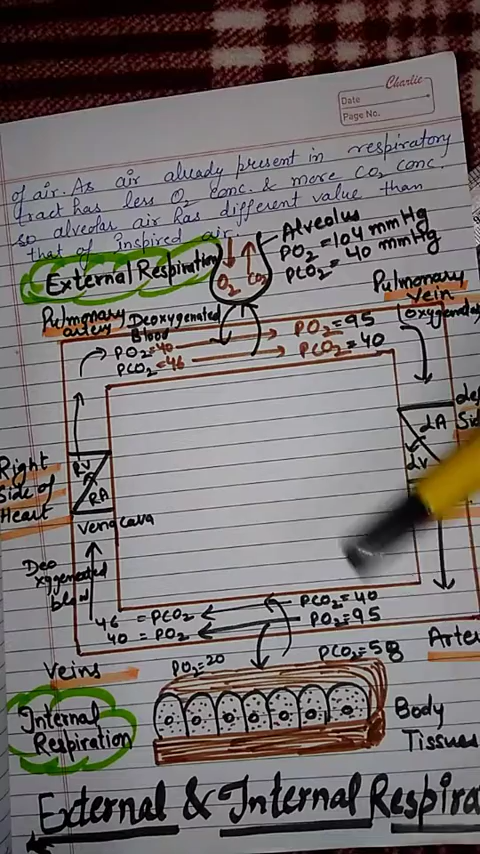 Charlie
Date
Page No.
of air. As air already present in respiratory
tract has less O2 conc. & more CO2 conc.
so alveolar air has different value than
that of inspired air.
External Respiration
O2
CO2
Alveolus
PO2 = 104 mmHg
PCO2 = 40 mmHg
Pulmonary artery
Deoxygenated Blood
Pulmonary Vein
PO2 = 40
PCO2 = 46
PO2 = 95
PCO2 = 40
LA
LV
Right
Side of
Heart
RV
RA
Vena cava
Deo
xygenated
blood
46 = PCO2
40 = PO2
PCO2 = 40
PO2 = 95
Veins
PO2 = 20
PCO2 = 58
Internal
Respiration
Body
Tissues
External & Internal Respira